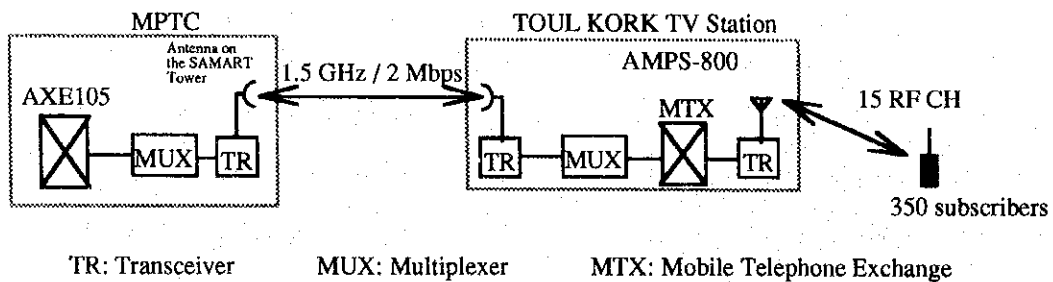 MPTC
Antenna on
the SAMART
Tower
AXE105
MUX
TR
1.5 GHz / 2 Mbps
TOUL KORK TV Station
AMPS-800
MTX
TR
MUX
TR
15 RF CH
350 subscribers
TR: Transceiver MUX: Multiplexer MTX: Mobile Telephone Exchange